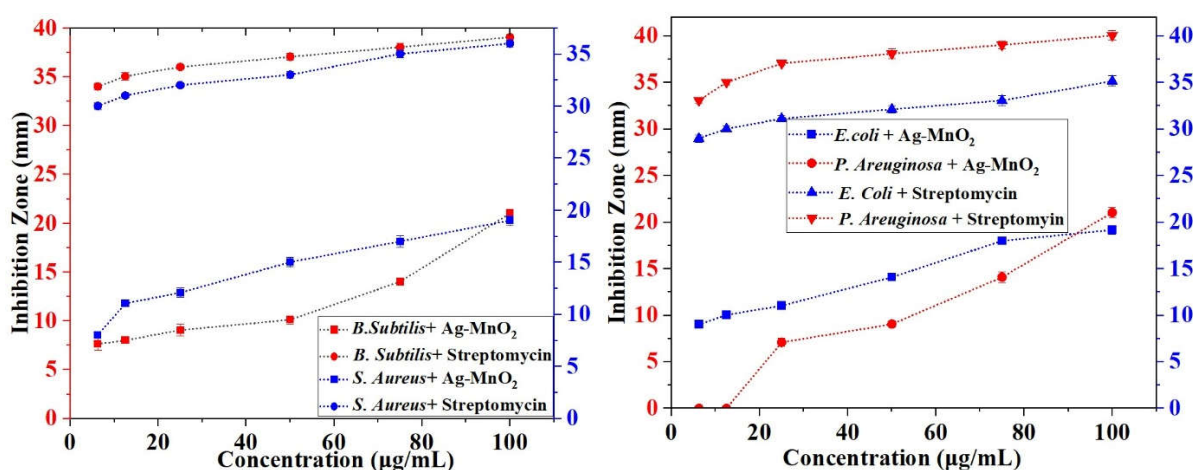 40
35
30
25
20
15
10
5
0
Inhibition Zone (mm)
35
30
25
20
15
10
5
0
B.Subtilis+ Ag-MnO₂
B. Subtilis+ Streptomycin
S. Aureus+ Ag-MnO₂
S. Aureus+ Streptomycin
0 20 40 60 80 100
Concentration (µg/mL)
40
35
30
25
20
15
10
5
0
Inhibition Zone (mm)
40
35
30
25
20
15
10
5
0
E.coli + Ag-MnO₂
P. Areuginosa + Ag-MnO₂
E. Coli + Streptomycin
P. Areuginosa + Streptomyin
0 20 40 60 80 100
Concentration (µg/mL)